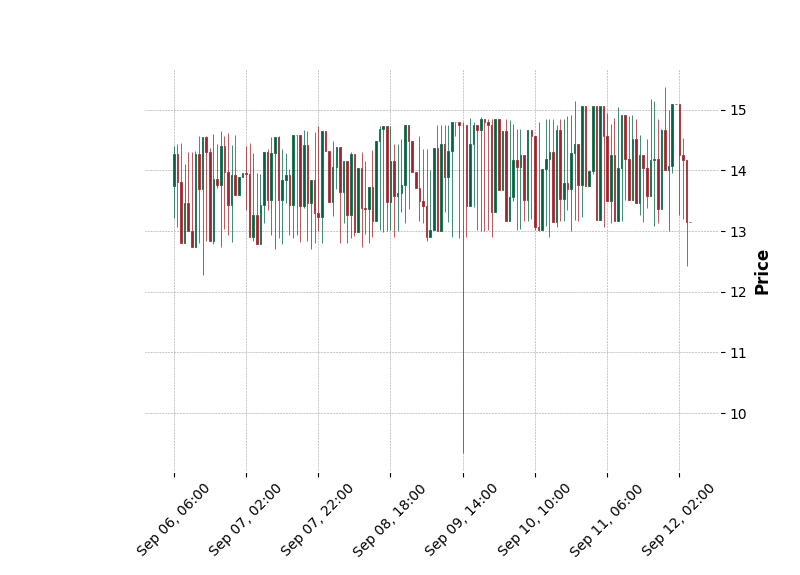 15
14
13
12
11
10
Price
Sep 06, 06:00
Sep 07, 02:00
Sep 07, 22:00
Sep 08, 18:00
Sep 09, 14:00
Sep 10, 10:00
Sep 11, 06:00
Sep 12, 02:00